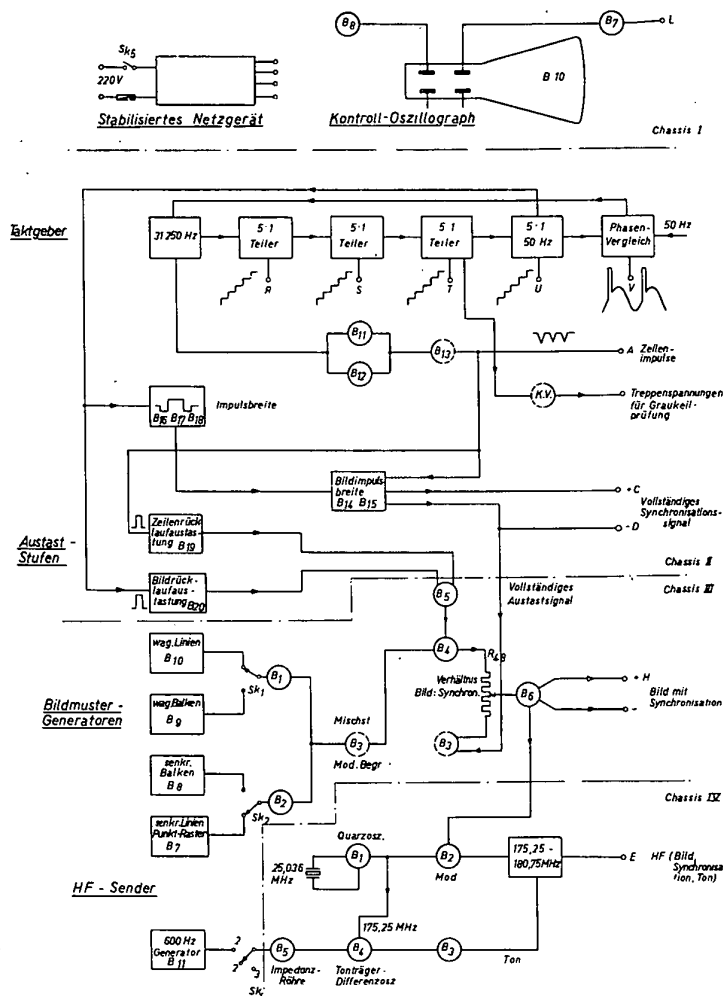 Sk5
220V
Stabilisiertes Netzgerät
B8
B7
L
B 10
Kontroll-Oszillograph
Chassis I
Taktgeber
31 250 Hz
5:1
Teiler
5:1
Teiler
5:1
Teiler
5:1
50 Hz
Phasen-
Vergleich
50 Hz
R
S
T
U
V
B11
B12
B13
A
Zeilen-
impulse
K.V.
Treppenspannungen
für Graukeil-
prüfung
B16 B17 B18
Impulsbreite
Bildimpuls-
breite
B14 B15
+C
Vollständiges
Synchronisations-
signal
-D
Austast-
Stufen
Zeilenrück
laufaustas-
tung B19
Bildrück-
laufaus-
tastung B20
Chassis II
Chassis III
B5
Vollständiges
Austastsignal
B4
R48
Verhältnis
Bild: Synchron.
B6
+ H
Bild mit
Synchronisation
-
B3
Bildmuster-
Generatoren
wag. Linien
B10
wag. Balken
B9
Sk1
B1
senkr.
Balken
B8
senkr. Linien
Punkt-Raster
B7
Sk2
B2
Mischst
B3
Mod. Begr
Chassis IV
HF - Sender
Quarzosz.
25,036
MHz
B1
B2
Mod
175,25 -
180,75MHz
E
HF (Bild,
Synchronisa
tion, Ton)
175,25 MHz
600 Hz
Generator
B11
2
2
3
Sk
B5
Impedanz-
Röhre
B4
Tonträger-
Differenzosz
B3
Ton